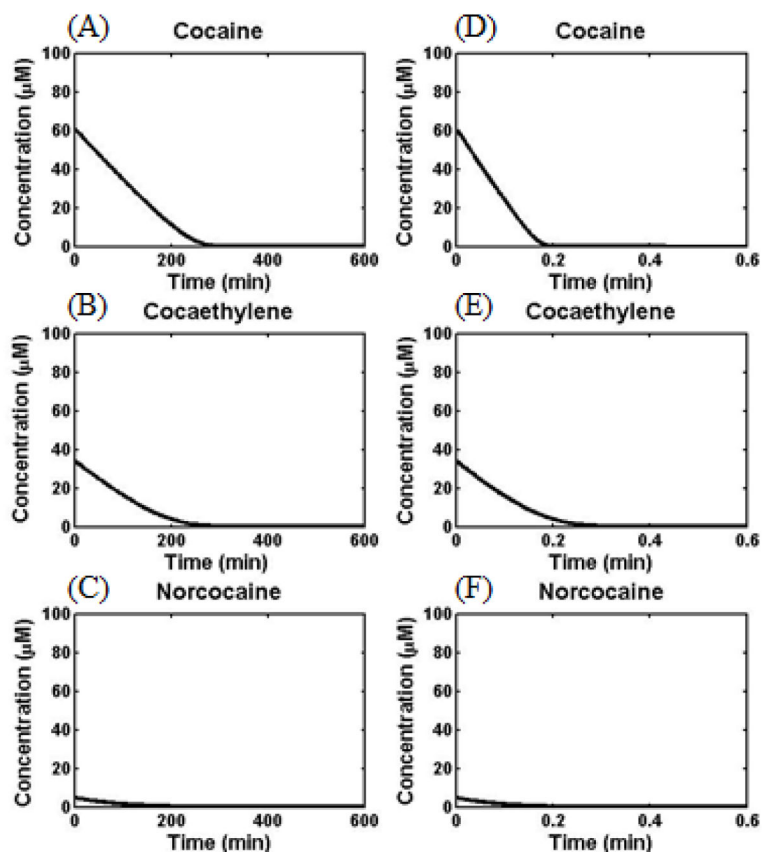 (A) Cocaine
Concentration (μM)
100
80
60
40
20
0
0 200 400 600
Time (min)
(D) Cocaine
Concentration (μM)
100
80
60
40
20
0
0 0.2 0.4 0.6
Time (min)
(B) Cocaethylene
Concentration (μM)
100
80
60
40
20
0
0 200 400 600
Time (min)
(E) Cocaethylene
Concentration (μM)
100
80
60
40
20
0
0 0.2 0.4 0.6
Time (min)
(C) Norcocaine
Concentration (μM)
100
80
60
40
20
0
0 200 400 600
Time (min)
(F) Norcocaine
Concentration (μM)
100
80
60
40
20
0
0 0.2 0.4 0.6
Time (min)